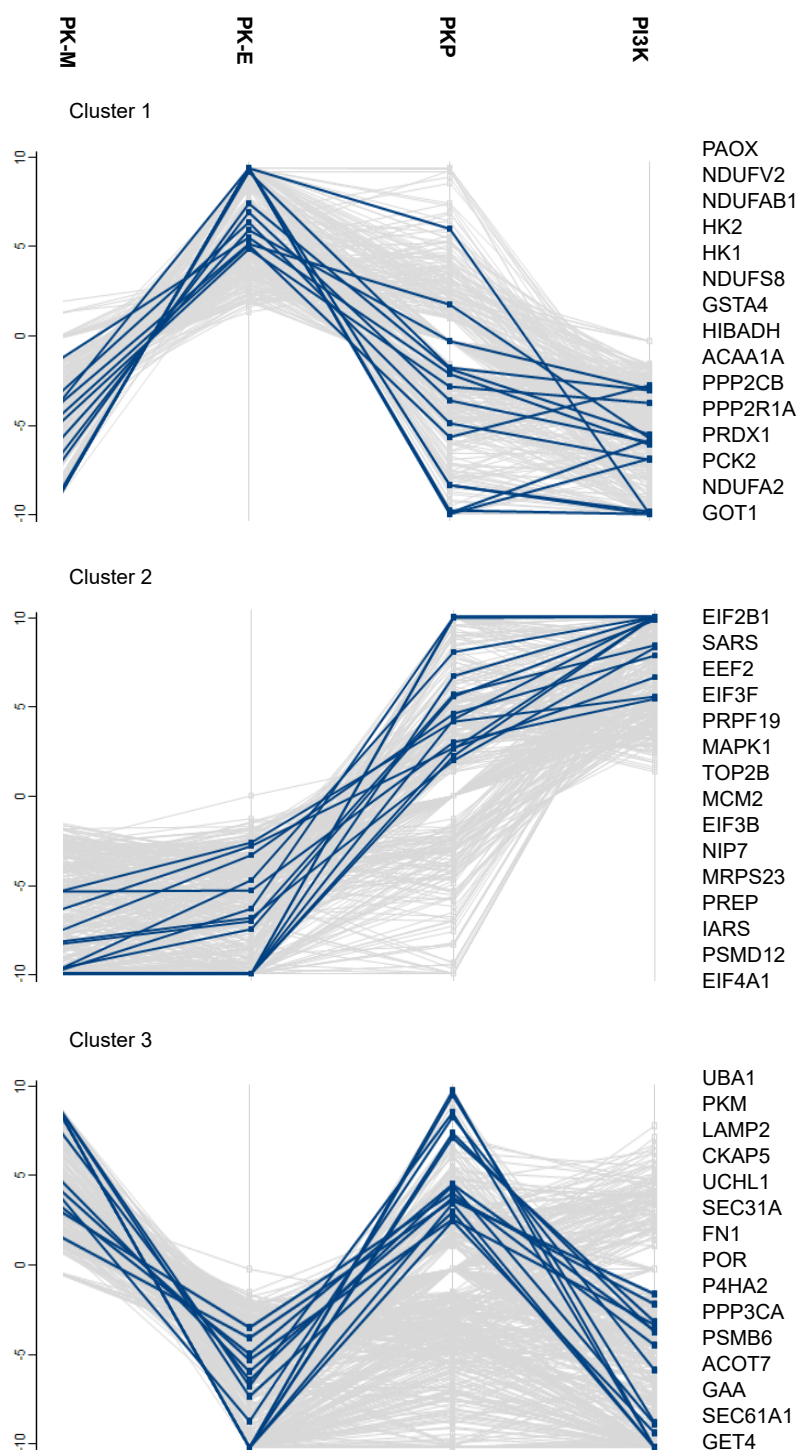 PK-M
PK-E
PKP
PI3K
Cluster 1
10
5
0
-5
-10
PAOX
NDUFV2
NDUFAB1
HK2
HK1
NDUFS8
GSTA4
HIBADH
ACAA1A
PPP2CB
PPP2R1A
PRDX1
PCK2
NDUFA2
GOT1
Cluster 2
10
5
0
-5
-10
EIF2B1
SARS
EEF2
EIF3F
PRPF19
MAPK1
TOP2B
MCM2
EIF3B
NIP7
MRPS23
PREP
IARS
PSMD12
EIF4A1
Cluster 3
10
5
0
-5
-10
UBA1
PKM
LAMP2
CKAP5
UCHL1
SEC31A
FN1
POR
P4HA2
PPP3CA
PSMB6
ACOT7
GAA
SEC61A1
GET4